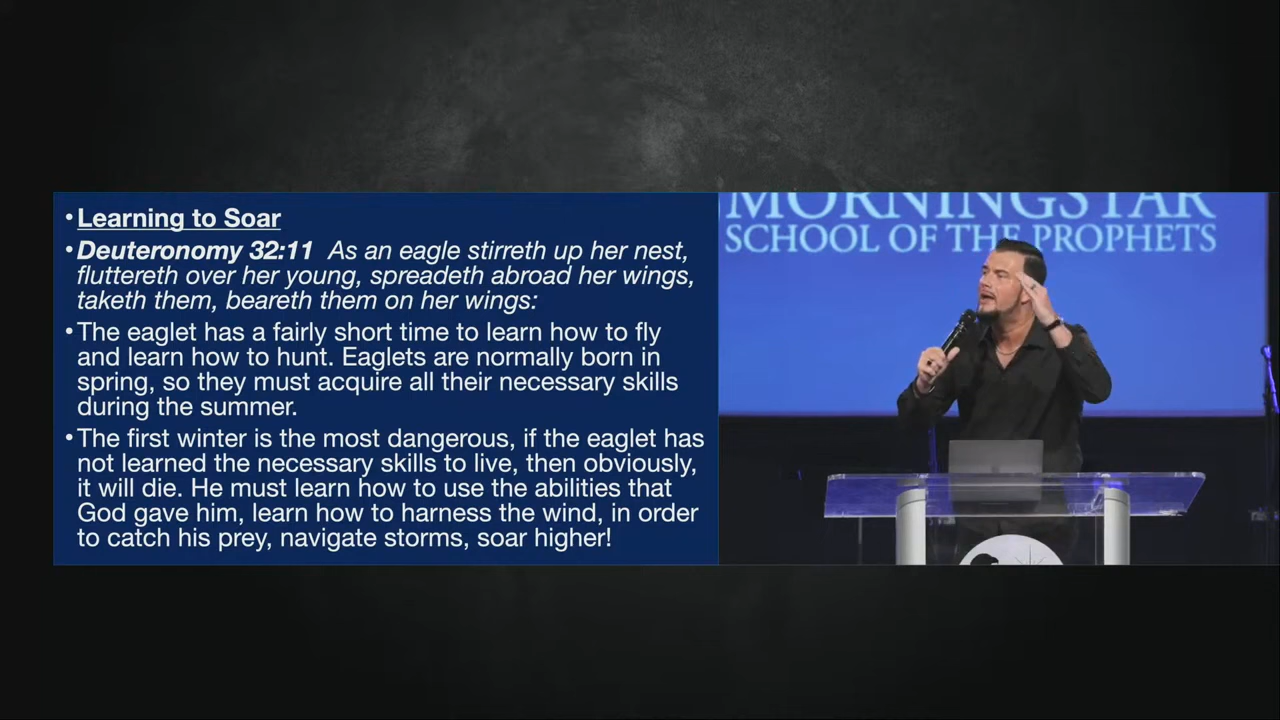 •Learning to Soar
•Deuteronomy 32:11 As an eagle stirreth up her nest,
fluttereth over her young, spreadeth abroad her wings,
taketh them, beareth them on her wings:
•The eaglet has a fairly short time to learn how to fly
and learn how to hunt. Eaglets are normally born in
spring, so they must acquire all their necessary skills
during the summer.
•The first winter is the most dangerous, if the eaglet has
not learned the necessary skills to live, then obviously,
it will die. He must learn how to use the abilities that
God gave him, learn how to harness the wind, in order
to catch his prey, navigate storms, soar higher!
MORNINGSTAR
SCHOOL OF THE PROPHETS